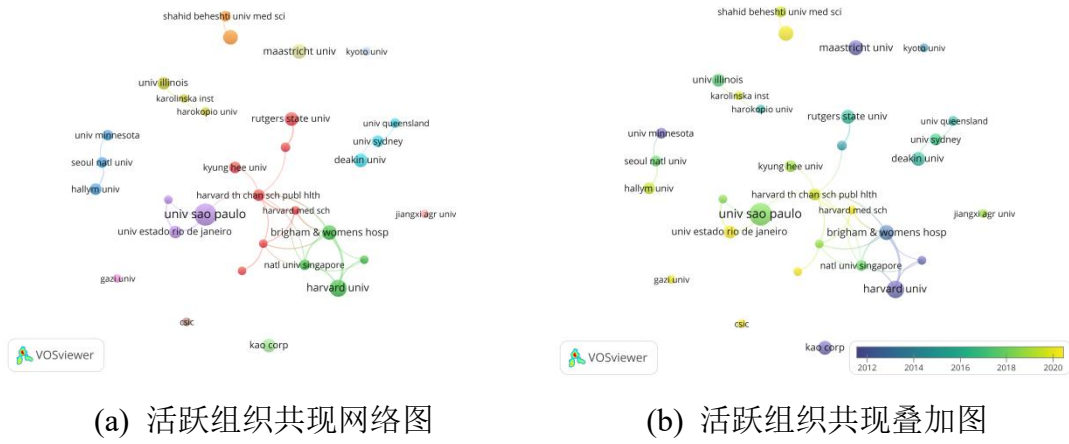 shahid beheshti univ med sci
maastricht univ
kyoto univ
univ illinois
karolinska inst
harokopio univ
rutgers state univ
univ queensland
univ minnesota
univ sydney
deakin univ
seoul natl univ
kyung hee univ
hallym univ
harvard th chan sch publ hlth
univ sao paulo
harvard med sch
jiangxi agr univ
univ estado rio de janeiro
brigham & womens hosp
natl univ singapore
gazi univ
harvard univ
csic
kao corp
VOSviewer
(a) 活跃组织共现网络图
shahid beheshti univ med sci
maastricht univ
kyoto univ
univ illinois
karolinska inst
harokopio univ
rutgers state univ
univ queensland
univ minnesota
univ sydney
deakin univ
seoul natl univ
kyung hee univ
hallym univ
harvard th chan sch publ hlth
univ sao paulo
harvard med sch
jiangxi agr univ
univ estado rio de janeiro
brigham & womens hosp
natl univ singapore
gazi univ
harvard univ
csic
kao corp
VOSviewer
2012 2014 2016 2018 2020
(b) 活跃组织共现叠加图